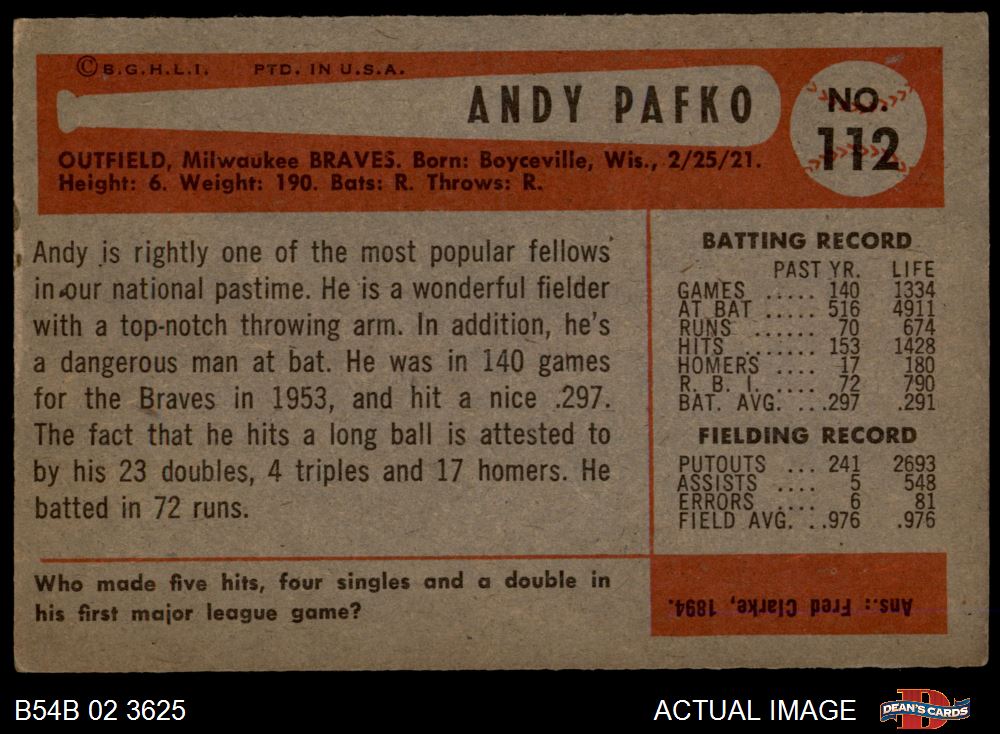 ©B.G.H.L.I. PTD. IN U.S.A.
ANDY PAFKO
NO.
112
OUTFIELD, Milwaukee BRAVES. Born: Boyceville, Wis., 2/25/21.
Height: 6. Weight: 190. Bats: R. Throws: R.
Andy is rightly one of the most popular fellows
in our national pastime. He is a wonderful fielder
with a top-notch throwing arm. In addition, he's
a dangerous man at bat. He was in 140 games
for the Braves in 1953, and hit a nice .297.
The fact that he hits a long ball is attested to
by his 23 doubles, 4 triples and 17 homers. He
batted in 72 runs.
Who made five hits, four singles and a double in
his first major league game?
BATTING RECORD
PAST YR. LIFE
GAMES ..... 140 1334
AT BAT ..... 516 4911
RUNS ...... 70 674
HITS ........ 153 1428
HOMERS .... 17 180
R. B. I. .... 72 790
BAT. AVG. ...297 .291
FIELDING RECORD
PUTOUTS ... 241 2693
ASSISTS .... 5 548
ERRORS .... 6 81
FIELD AVG. ..976 .976
Ans.: Fred Clarke, 1894.
B54B 02 3625
ACTUAL IMAGE
D
DEAN'S CARDS